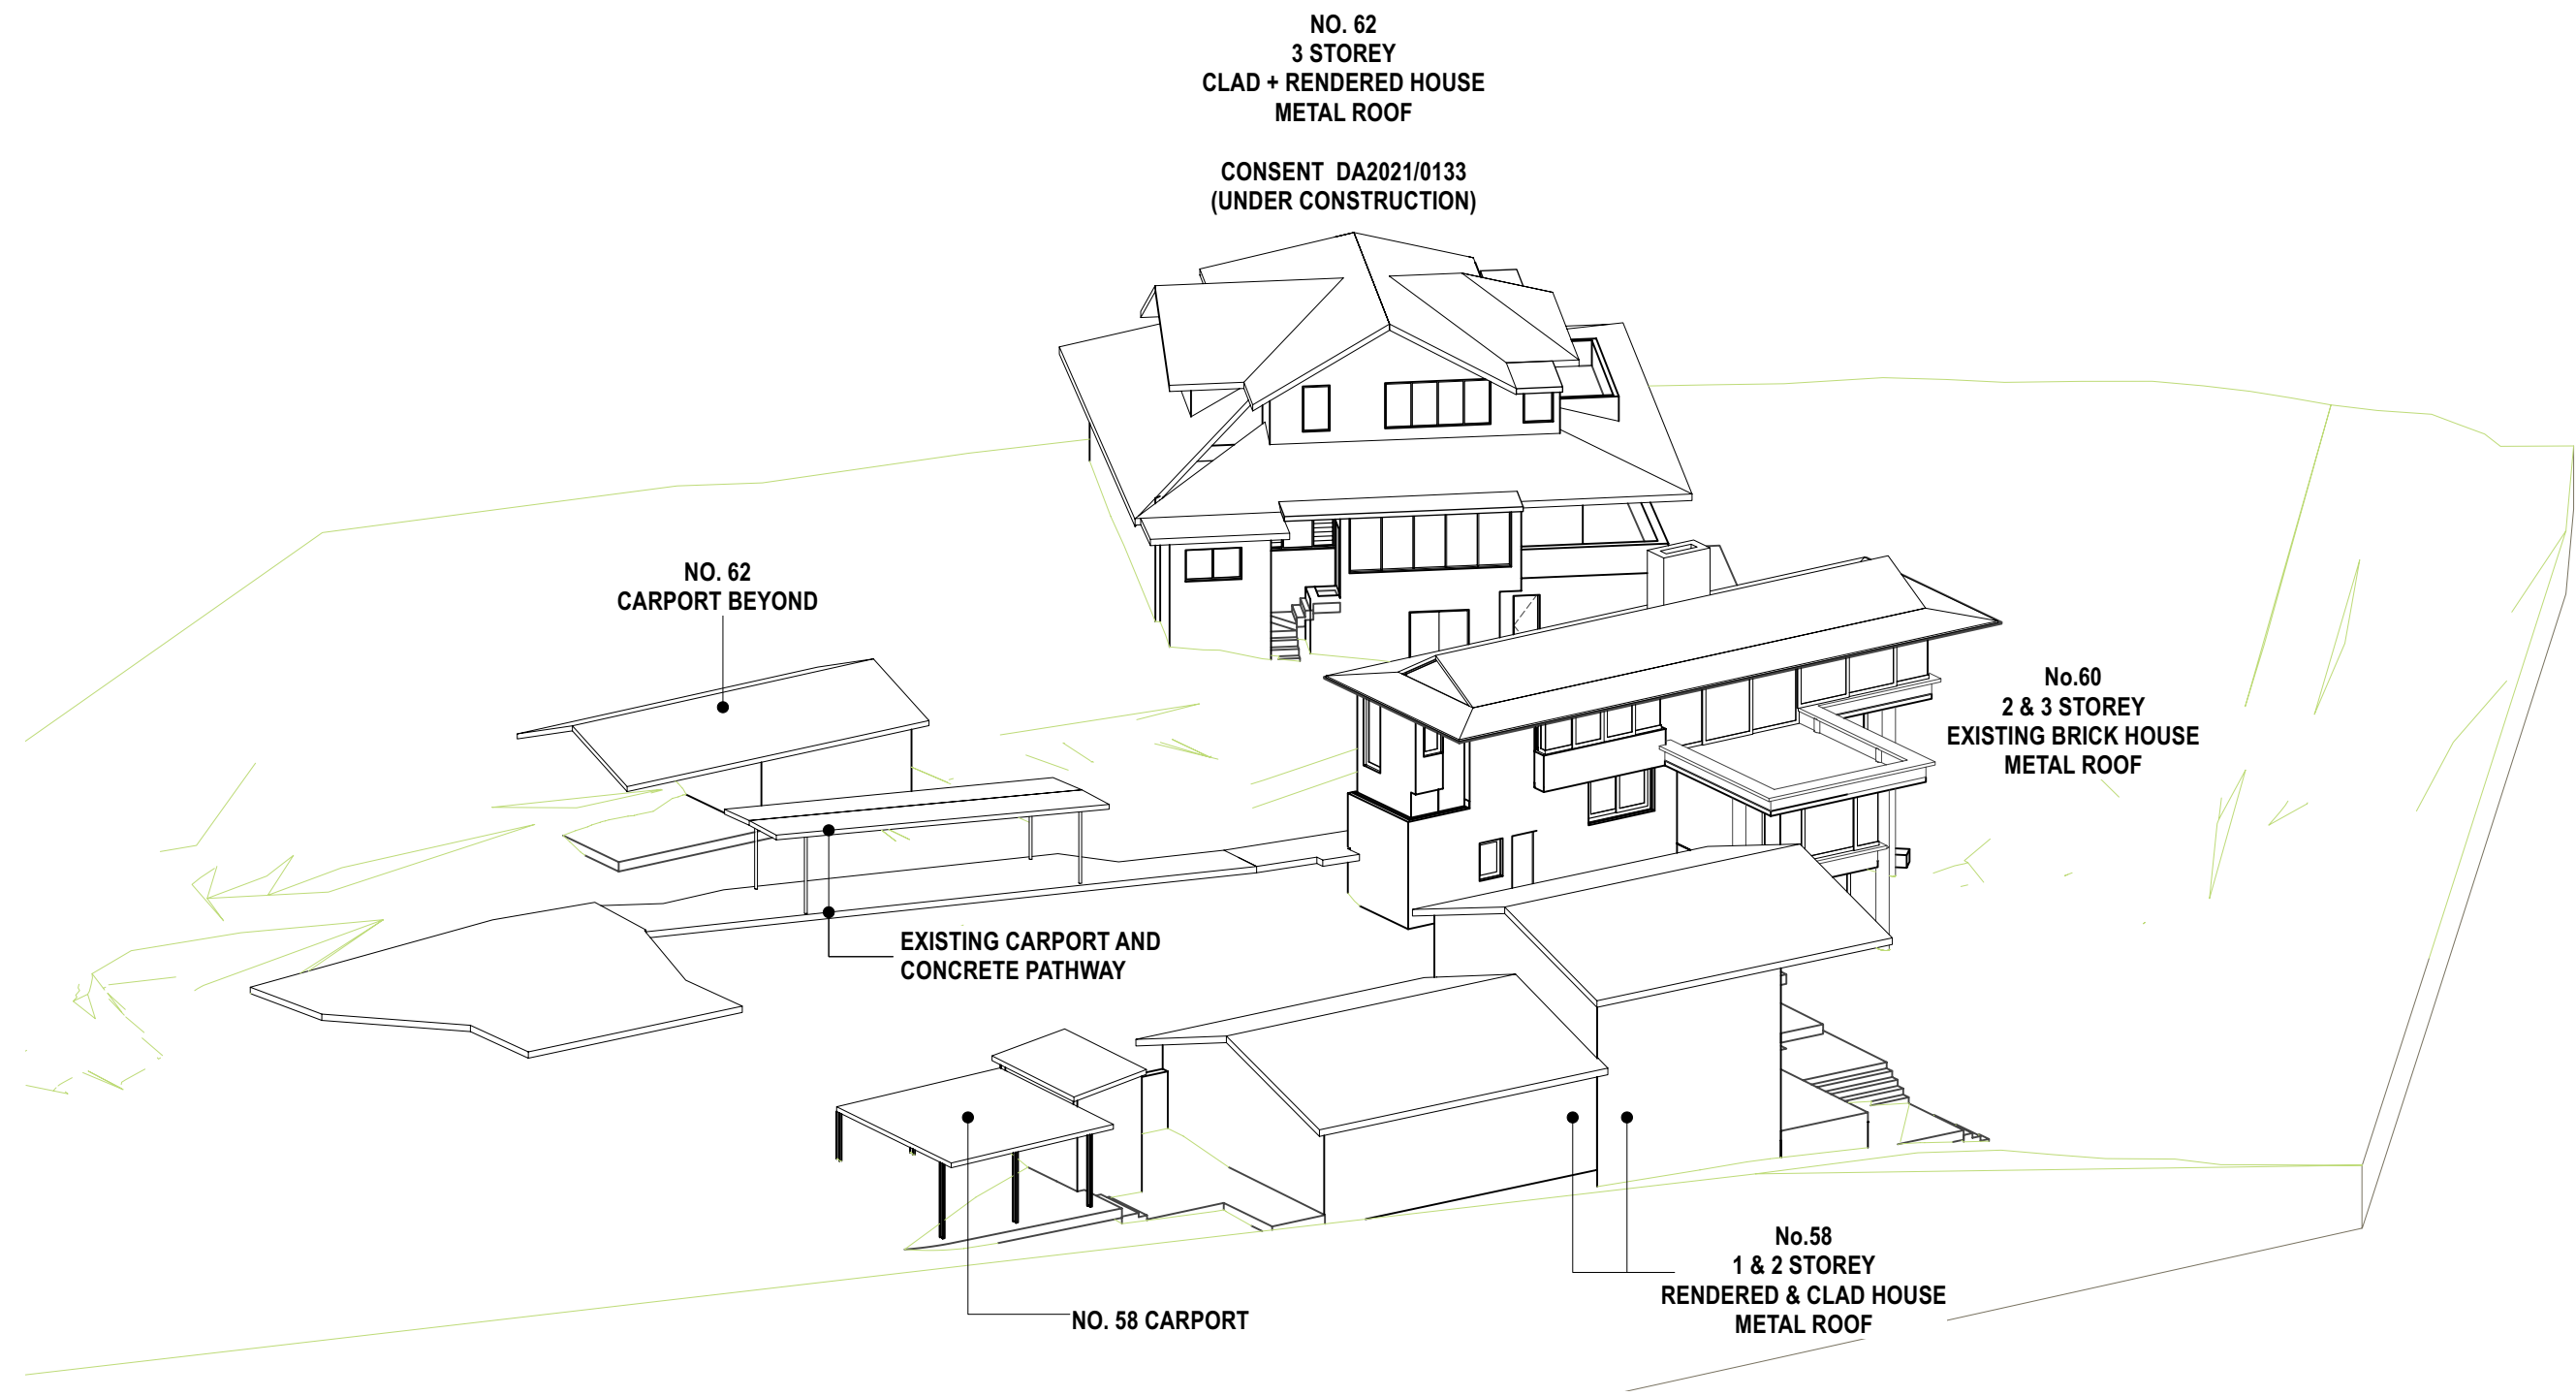 NO. 62
3 STOREY
CLAD + RENDERED HOUSE
METAL ROOF
CONSENT DA2021/0133
(UNDER CONSTRUCTION)
NO. 62
CARPORT BEYOND
No.60
2 & 3 STOREY
EXISTING BRICK HOUSE
METAL ROOF
EXISTING CARPORT AND
CONCRETE PATHWAY
No.58
1 & 2 STOREY
RENDERED & CLAD HOUSE
METAL ROOF
NO. 58 CARPORT